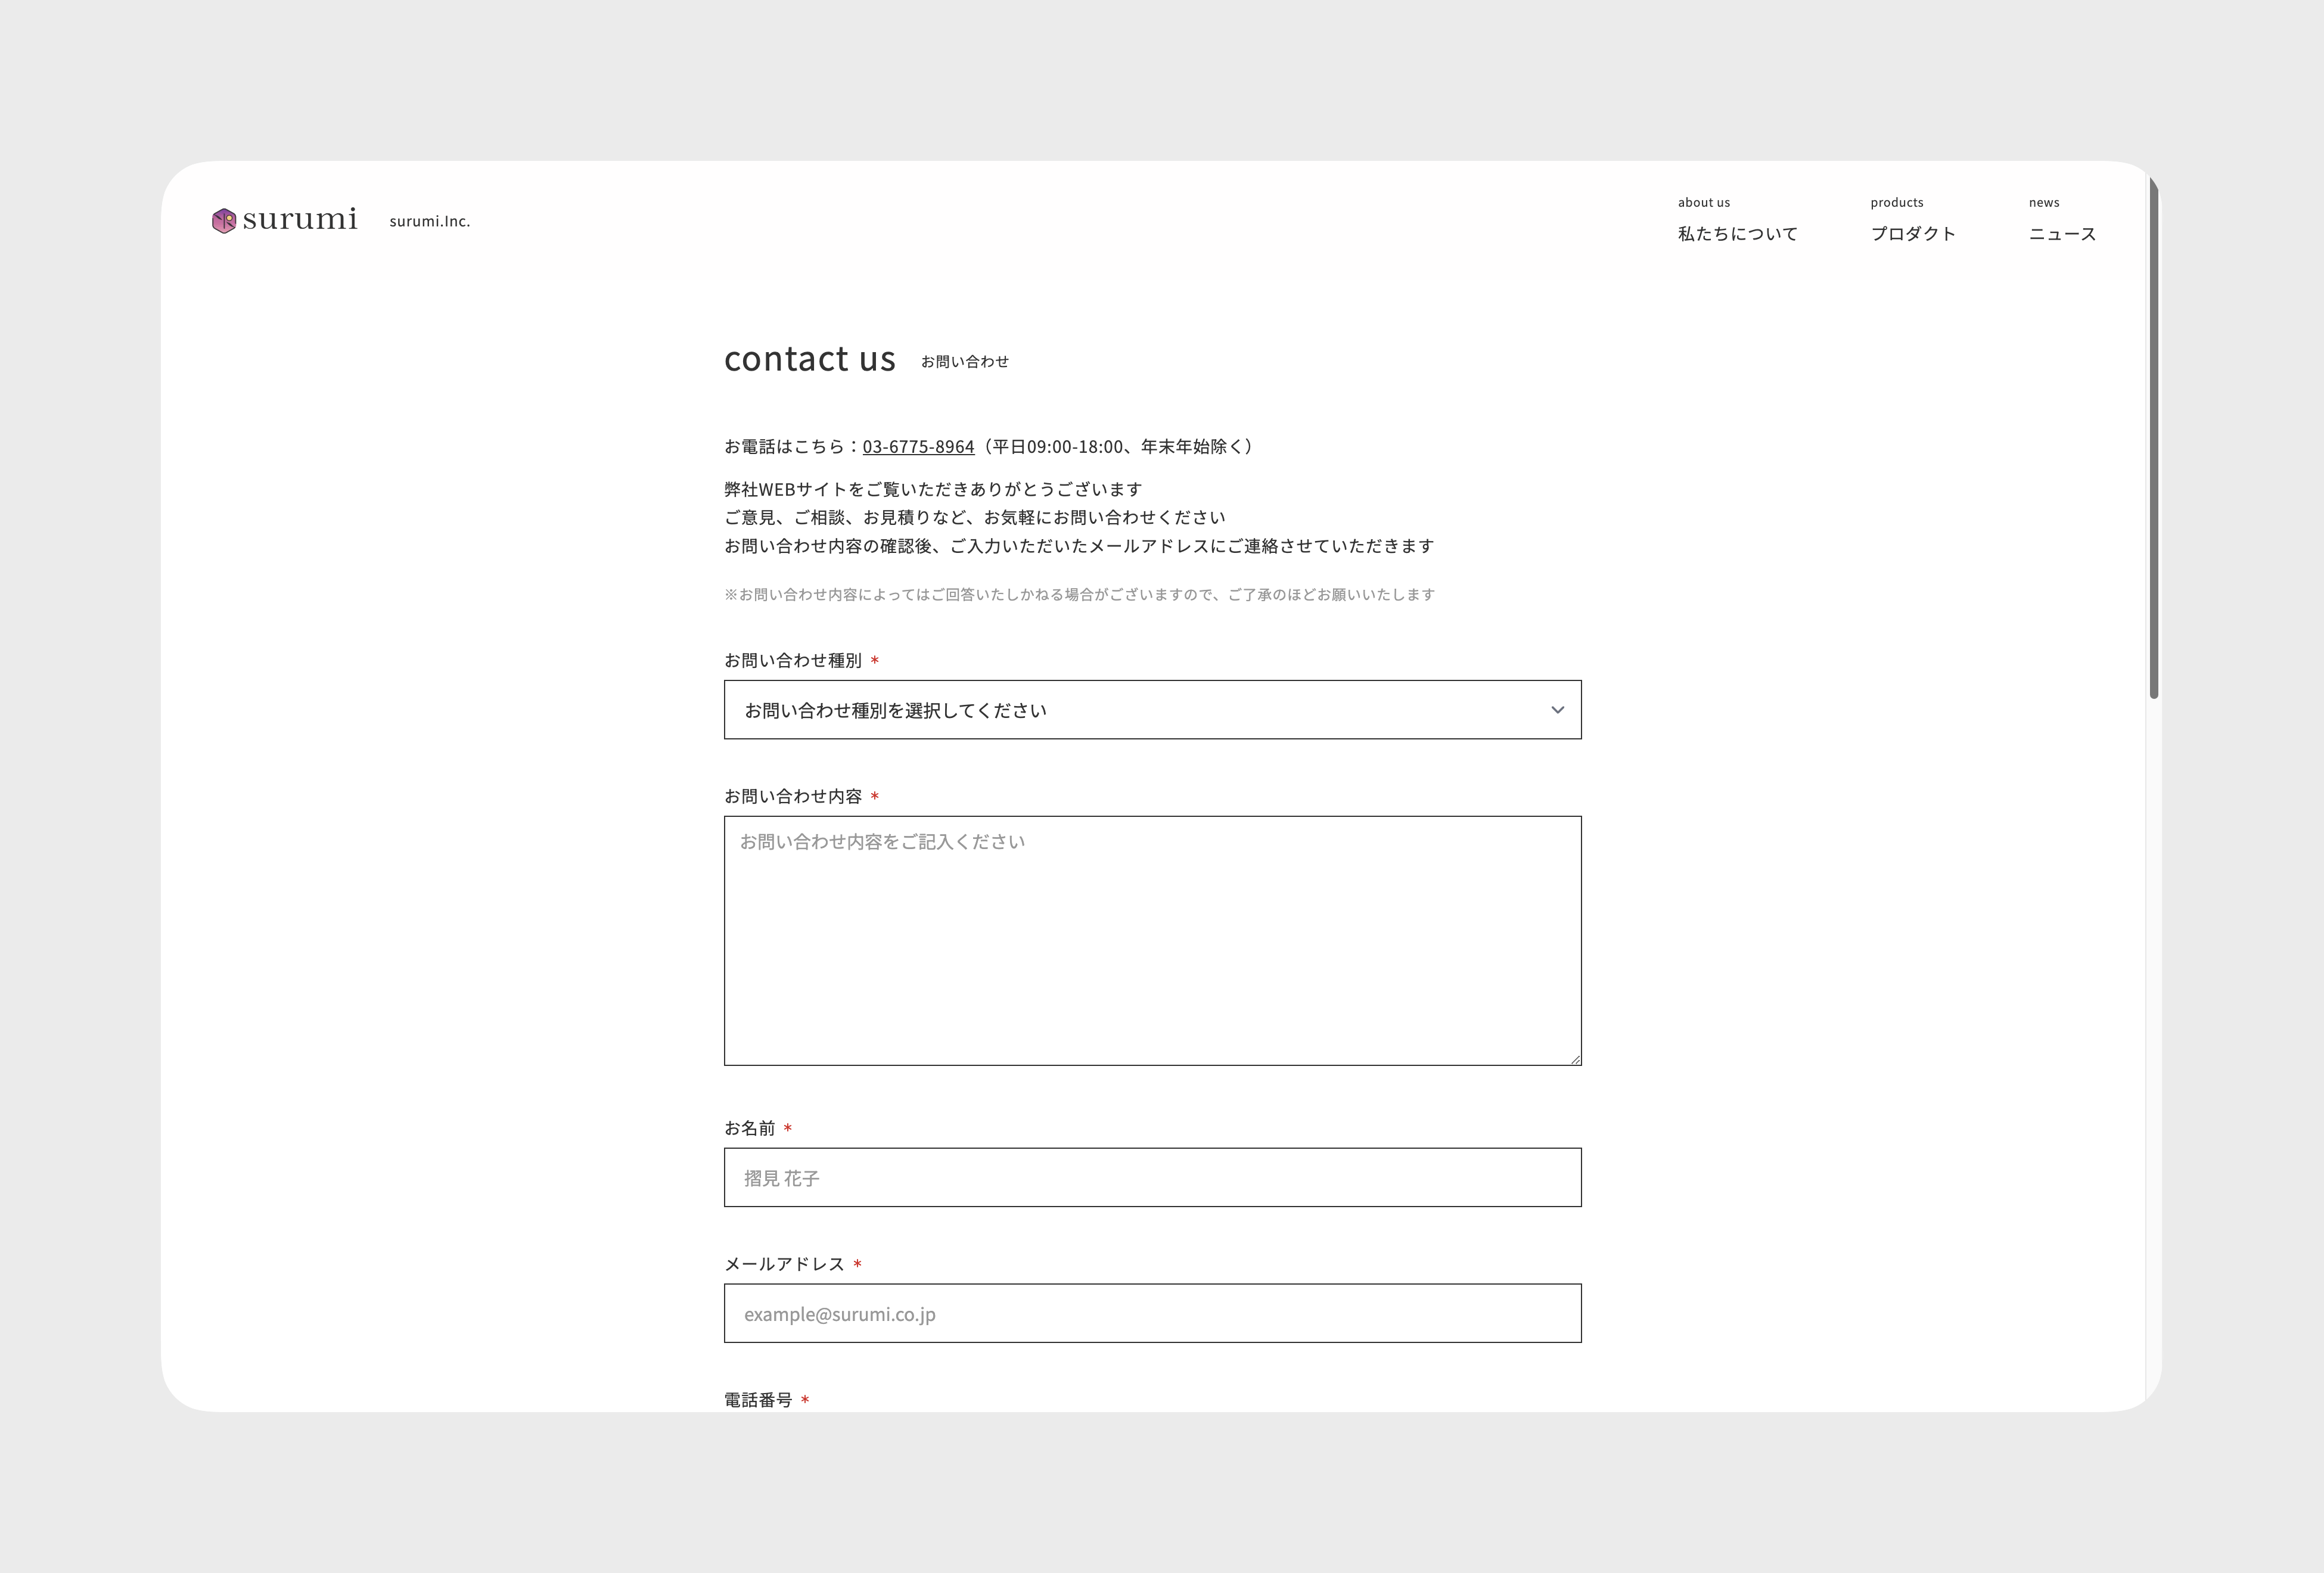 surumi
surumi.Inc.
about us
私たちについて
products
プロダクト
news
ニュース
contact us お問い合わせ
お電話はこちら：03-6775-8964（平日09:00-18:00、年末年始除く）
弊社WEBサイトをご覧いただきありがとうございます
ご意見、ご相談、お見積りなど、お気軽にお問い合わせください
お問い合わせ内容の確認後、ご入力いただいたメールアドレスにご連絡させていただきます
※お問い合わせ内容によってはご回答いたしかねる場合がございますので、ご了承のほどお願いいたします
お問い合わせ種別 *
お問い合わせ種別を選択してください
お問い合わせ内容 *
お問い合わせ内容をご記入ください
お名前 *
摺見 花子
メールアドレス *
example@surumi.co.jp
電話番号 *